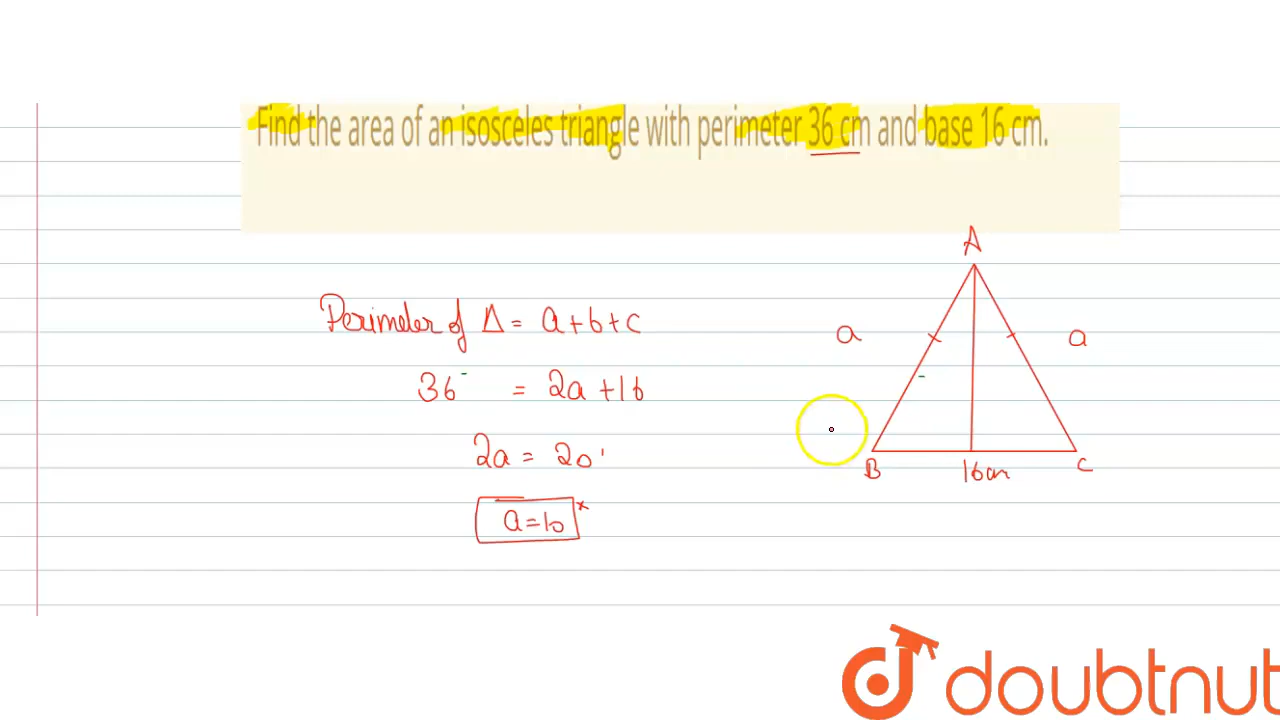 Find the area of an isosceles triangle with perimeter 36 cm and base 16 cm.
A
Perimeter of Δ = a+b+c
a
a
36 = 2a + 16
2a = 20
B
16cm
C
a = 10
doubtnut